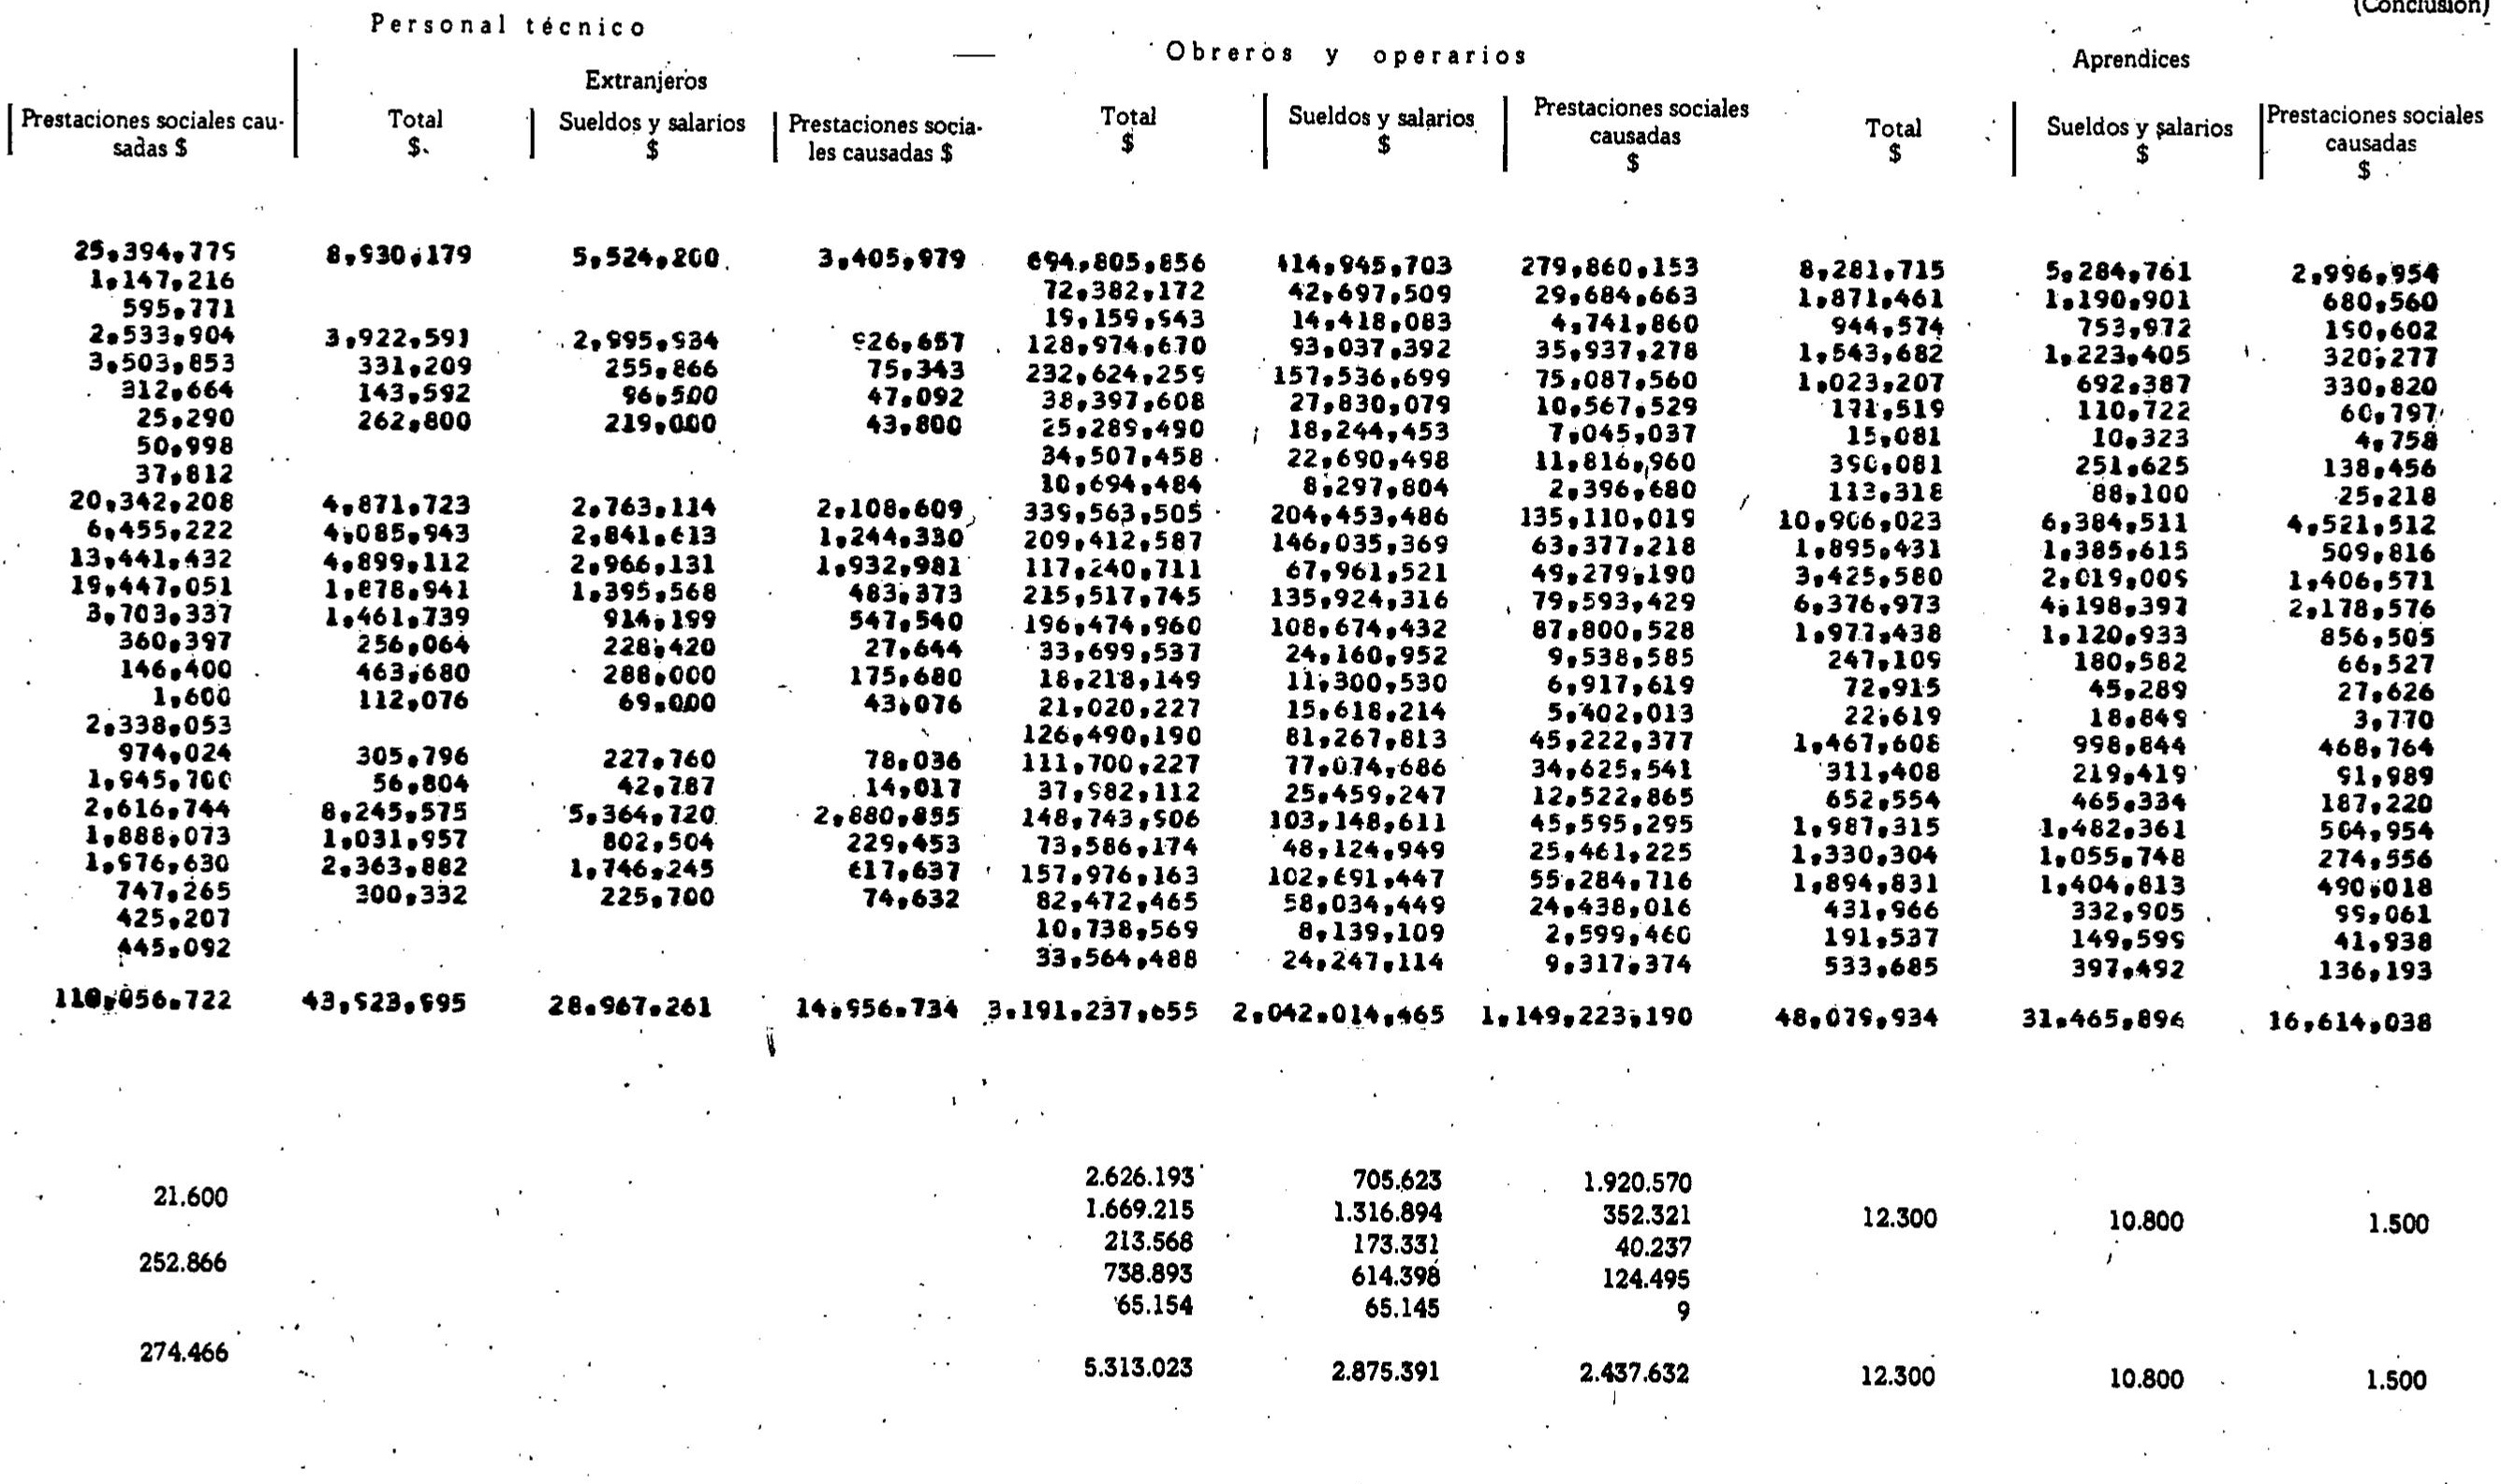 (Conclusión)
Personal técnico
Obreros y operarios
Aprendices
Extranjeros
Prestaciones sociales cau-
sadas $
Total
$
Sueldos y salarios
$
Prestaciones socia-
les causadas $
Total
$
Sueldos y salarios
$
Prestaciones sociales
causadas
$
Total
$
Sueldos y salarios
$
Prestaciones sociales
causadas
$
25,394,779 8,930,179 5,524,200 3,405,979 694,805,856 414,945,703 279,860,153 8,281,715 5,284,761 2,996,954
1,147,216 72,382,172 42,697,509 29,684,663 1,871,461 1,190,901 680,560
595,771 19,159,943 14,418,083 4,741,860 944,574 753,972 190,602
2,533,904 3,922,591 2,995,934 926,657 128,974,670 93,037,392 35,937,278 1,543,682 1,223,405 320,277
3,503,853 331,209 255,866 75,343 232,624,259 157,536,699 75,087,560 1,023,207 692,387 330,820
312,664 143,592 96,500 47,092 38,397,608 27,830,079 10,567,529 171,519 110,722 60,797
25,290 262,800 219,000 43,800 25,289,490 18,244,453 7,045,037 15,081 10,323 4,758
50,998 34,507,458 22,690,498 11,816,960 390,081 251,625 138,456
37,812 10,694,484 8,297,804 2,396,680 113,318 88,100 25,218
20,342,208 4,871,723 2,763,114 2,108,609 339,563,505 204,453,486 135,110,019 10,906,023 6,384,511 4,521,512
6,455,222 4,085,943 2,841,613 1,244,330 209,412,587 146,035,369 63,377,218 1,895,431 1,385,615 509,816
13,441,432 4,899,112 2,966,131 1,932,981 117,240,711 67,961,521 49,279,190 3,425,580 2,019,009 1,406,571
19,447,051 1,878,941 1,395,568 483,373 215,517,745 135,924,316 79,593,429 6,376,973 4,198,397 2,178,576
3,703,337 1,461,739 914,199 547,540 196,474,960 108,674,432 87,800,528 1,977,438 1,120,933 856,505
360,397 256,064 228,420 27,644 33,699,537 24,160,952 9,538,585 247,109 180,582 66,527
146,400 463,680 288,000 175,680 18,218,149 11,300,530 6,917,619 72,915 45,289 27,626
1,600 112,076 69,000 43,076 21,020,227 15,618,214 5,402,013 22,619 18,849 3,770
2,338,053 126,490,190 81,267,813 45,222,377 1,467,608 998,844 468,764
974,024 305,796 227,760 78,036 111,700,227 77,074,686 34,625,541 311,408 219,419 91,989
1,945,700 56,804 42,787 14,017 37,982,112 25,459,247 12,522,865 652,554 465,334 187,220
2,616,744 8,245,575 5,364,720 2,880,855 148,743,906 103,148,611 45,595,295 1,987,315 1,482,361 504,954
1,888,073 1,031,957 802,504 229,453 73,586,174 48,124,949 25,461,225 1,330,304 1,055,748 274,556
1,976,630 2,363,882 1,746,245 617,637 157,976,163 102,691,447 55,284,716 1,894,831 1,404,813 490,018
747,265 300,332 225,700 74,632 82,472,465 58,034,449 24,438,016 431,966 332,905 99,061
425,207 10,738,569 8,139,109 2,599,460 191,537 149,599 41,938
445,092 33,564,488 24,247,114 9,317,374 533,685 397,492 136,193
110,856,722 43,923,995 28,967,261 14,956,734 3,191,237,655 2,042,014,465 1,149,223,190 48,079,934 31,465,896 16,614,038
2.626.193 705.623 1.920.570
21.600 1.669.215 1.316.894 352.321 12.300 10.800 1.500
213.568 173.331 40.237
252.866 738.893 614.398 124.495
65.154 65.145 9
274.466 5.313.023 2.875.391 2.437.632 12.300 10.800 1.500